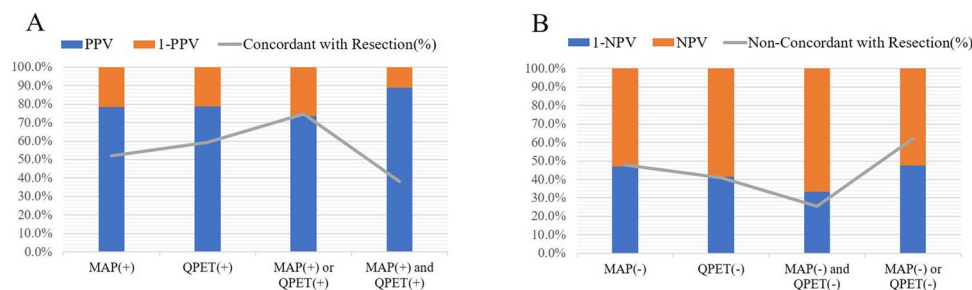 A
PPV 1-PPV Concordant with Resection(%)
100.0%
90.0%
80.0%
70.0%
60.0%
50.0%
40.0%
30.0%
20.0%
10.0%
0.0%
MAP(+) QPET(+) MAP(+) or MAP(+) and
QPET(+) QPET(+)
B
1-NPV NPV Non-Concordant with Resection(%)
100.0%
90.0%
80.0%
70.0%
60.0%
50.0%
40.0%
30.0%
20.0%
10.0%
0.0%
MAP(-) QPET(-) MAP(-) and MAP(-) or
QPET(-) QPET(-)